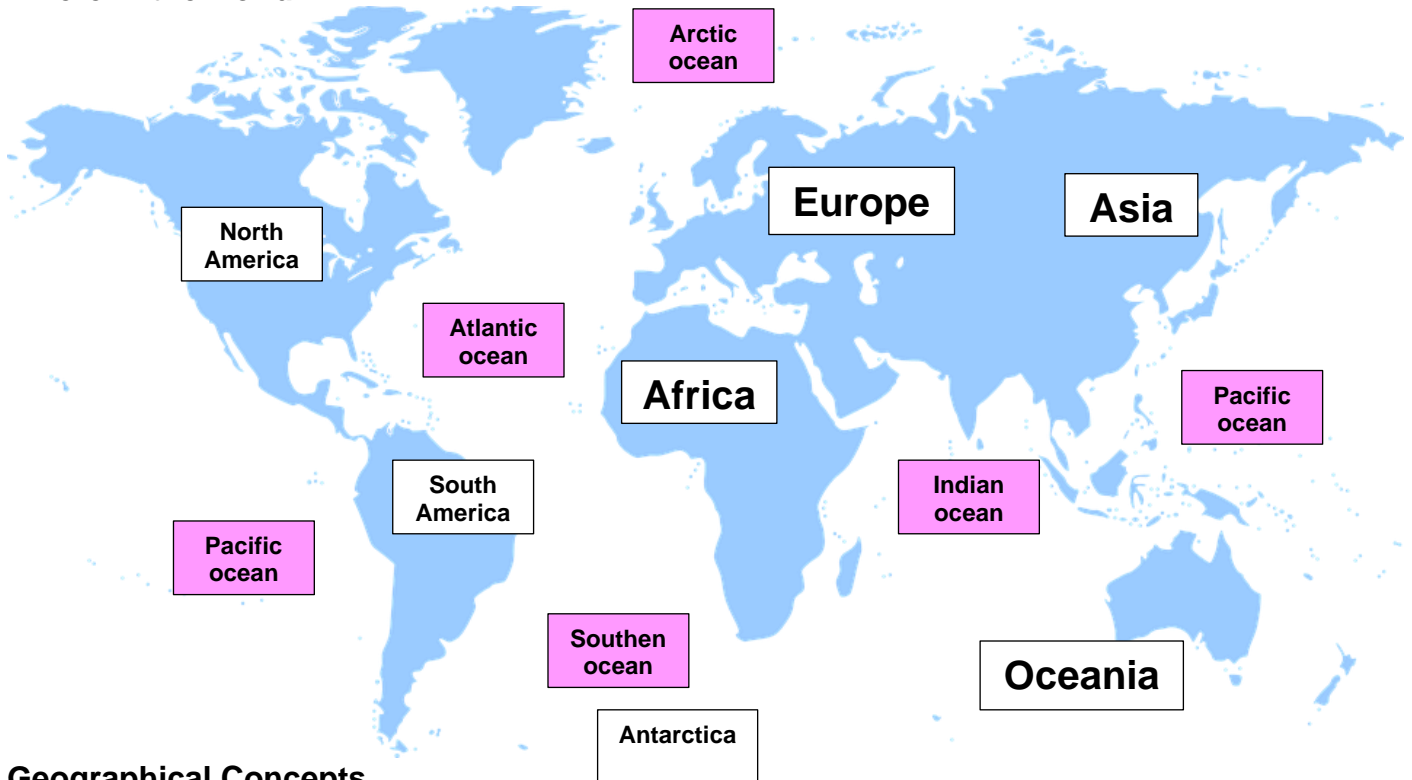 Arctic
ocean
Europe
Asia
North
America
Atlantic
ocean
Africa
Pacific
ocean
South
America
Indian
ocean
Pacific
ocean
Southen
ocean
Oceania
Antarctica
Geographical Concepts